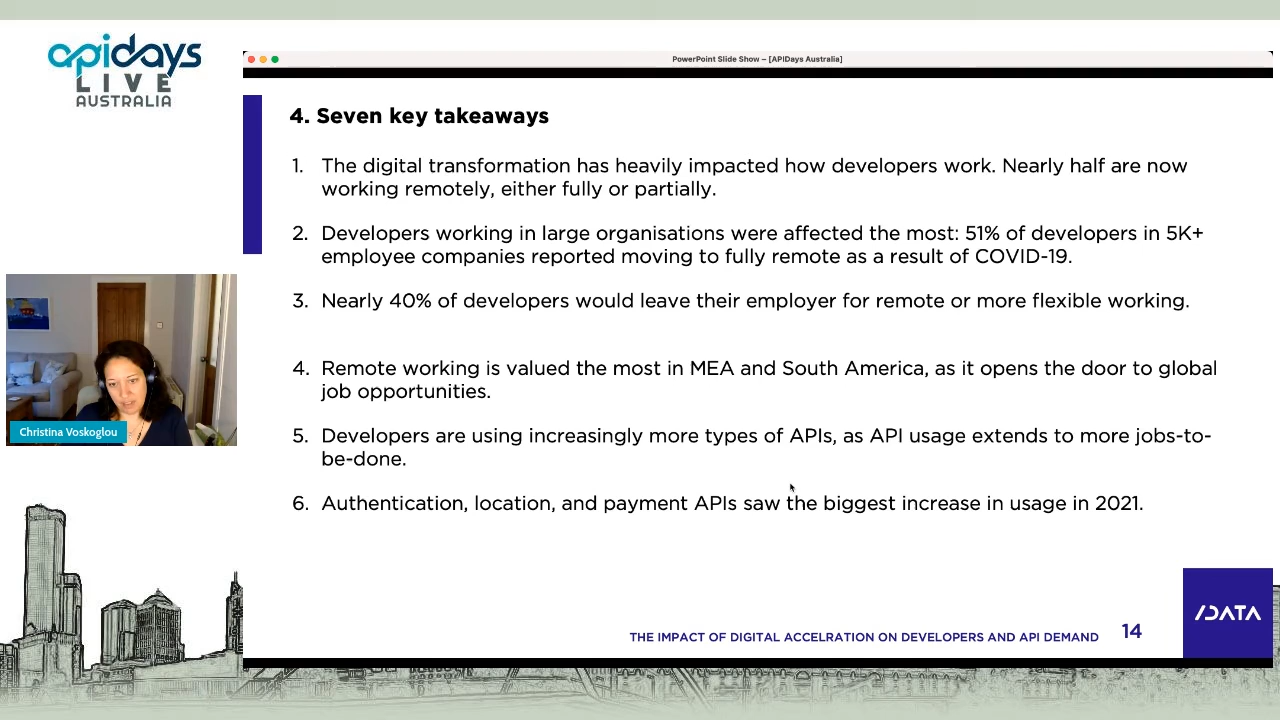 apidays
LIVE
AUSTRALIA
PowerPoint Slide Show – [APIDays Australia]
4. Seven key takeaways
1. The digital transformation has heavily impacted how developers work. Nearly half are now
working remotely, either fully or partially.
2. Developers working in large organisations were affected the most: 51% of developers in 5K+
employee companies reported moving to fully remote as a result of COVID-19.
3. Nearly 40% of developers would leave their employer for remote or more flexible working.
4. Remote working is valued the most in MEA and South America, as it opens the door to global
job opportunities.
5. Developers are using increasingly more types of APIs, as API usage extends to more jobs-to-
be-done.
6. Authentication, location, and payment APIs saw the biggest increase in usage in 2021.
Christina Voskoglou
THE IMPACT OF DIGITAL ACCELRATION ON DEVELOPERS AND API DEMAND 14
/DATA